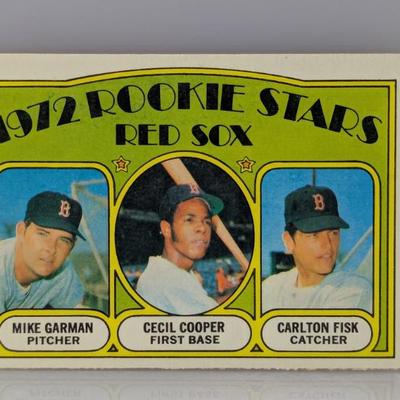 1972 ROOKIE STARS
RED SOX
B
B
B
MIKE GARMAN
PITCHER
CECIL COOPER
FIRST BASE
CARLTON FISK
CATCHER